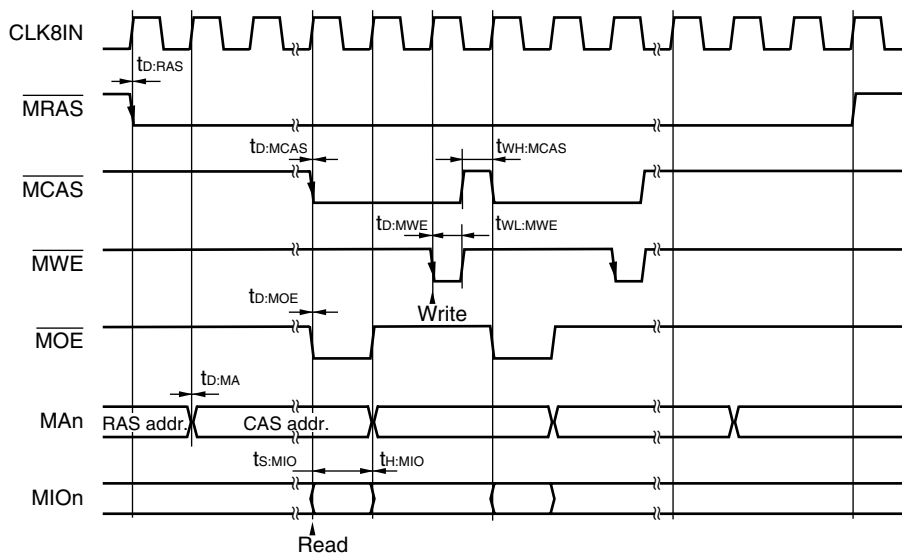 CLK8IN
tD:RAS
MRAS
tD:MCAS
tWH:MCAS
MCAS
tD:MWE
tWL:MWE
MWE
tD:MOE
Write
MOE
tD:MA
MAn
RAS addr.
CAS addr.
tS:MIO
tH:MIO
MIOn
Read